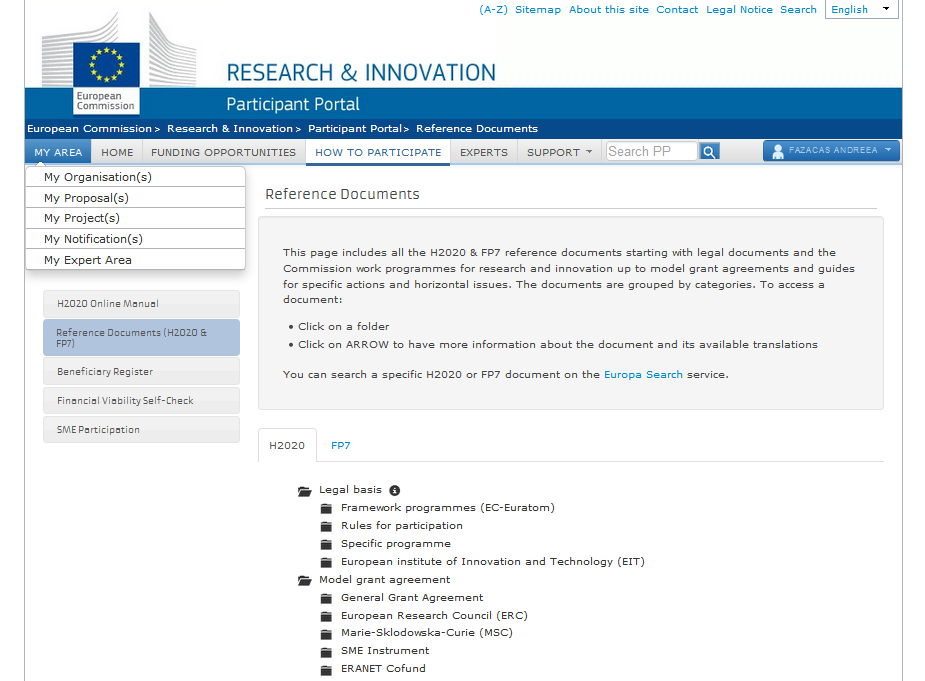 (A-Z) Sitemap About this site Contact Legal Notice Search English
RESEARCH & INNOVATION
European
Commission
Participant Portal
European Commission > Research & Innovation > Participant Portal > Reference Documents
MY AREA HOME FUNDING OPPORTUNITIES HOW TO PARTICIPATE EXPERTS SUPPORT Search PP FAZACAS ANDREEA
My Organisation(s)
My Proposal(s)
My Project(s)
My Notification(s)
My Expert Area
H2020 Online Manual
Reference Documents (H2020 &
FP7)
Beneficiary Register
Financial Viability Self-Check
SME Participation
Reference Documents
This page includes all the H2020 & FP7 reference documents starting with legal documents and the
Commission work programmes for research and innovation up to model grant agreements and guides
for specific actions and horizontal issues. The documents are grouped by categories. To access a
document:
• Click on a folder
• Click on ARROW to have more information about the document and its available translations
You can search a specific H2020 or FP7 document on the Europa Search service.
H2020 FP7
Legal basis
Framework programmes (EC-Euratom)
Rules for participation
Specific programme
European institute of Innovation and Technology (EIT)
Model grant agreement
General Grant Agreement
European Research Council (ERC)
Marie-Sklodowska-Curie (MSC)
SME Instrument
ERANET Cofund